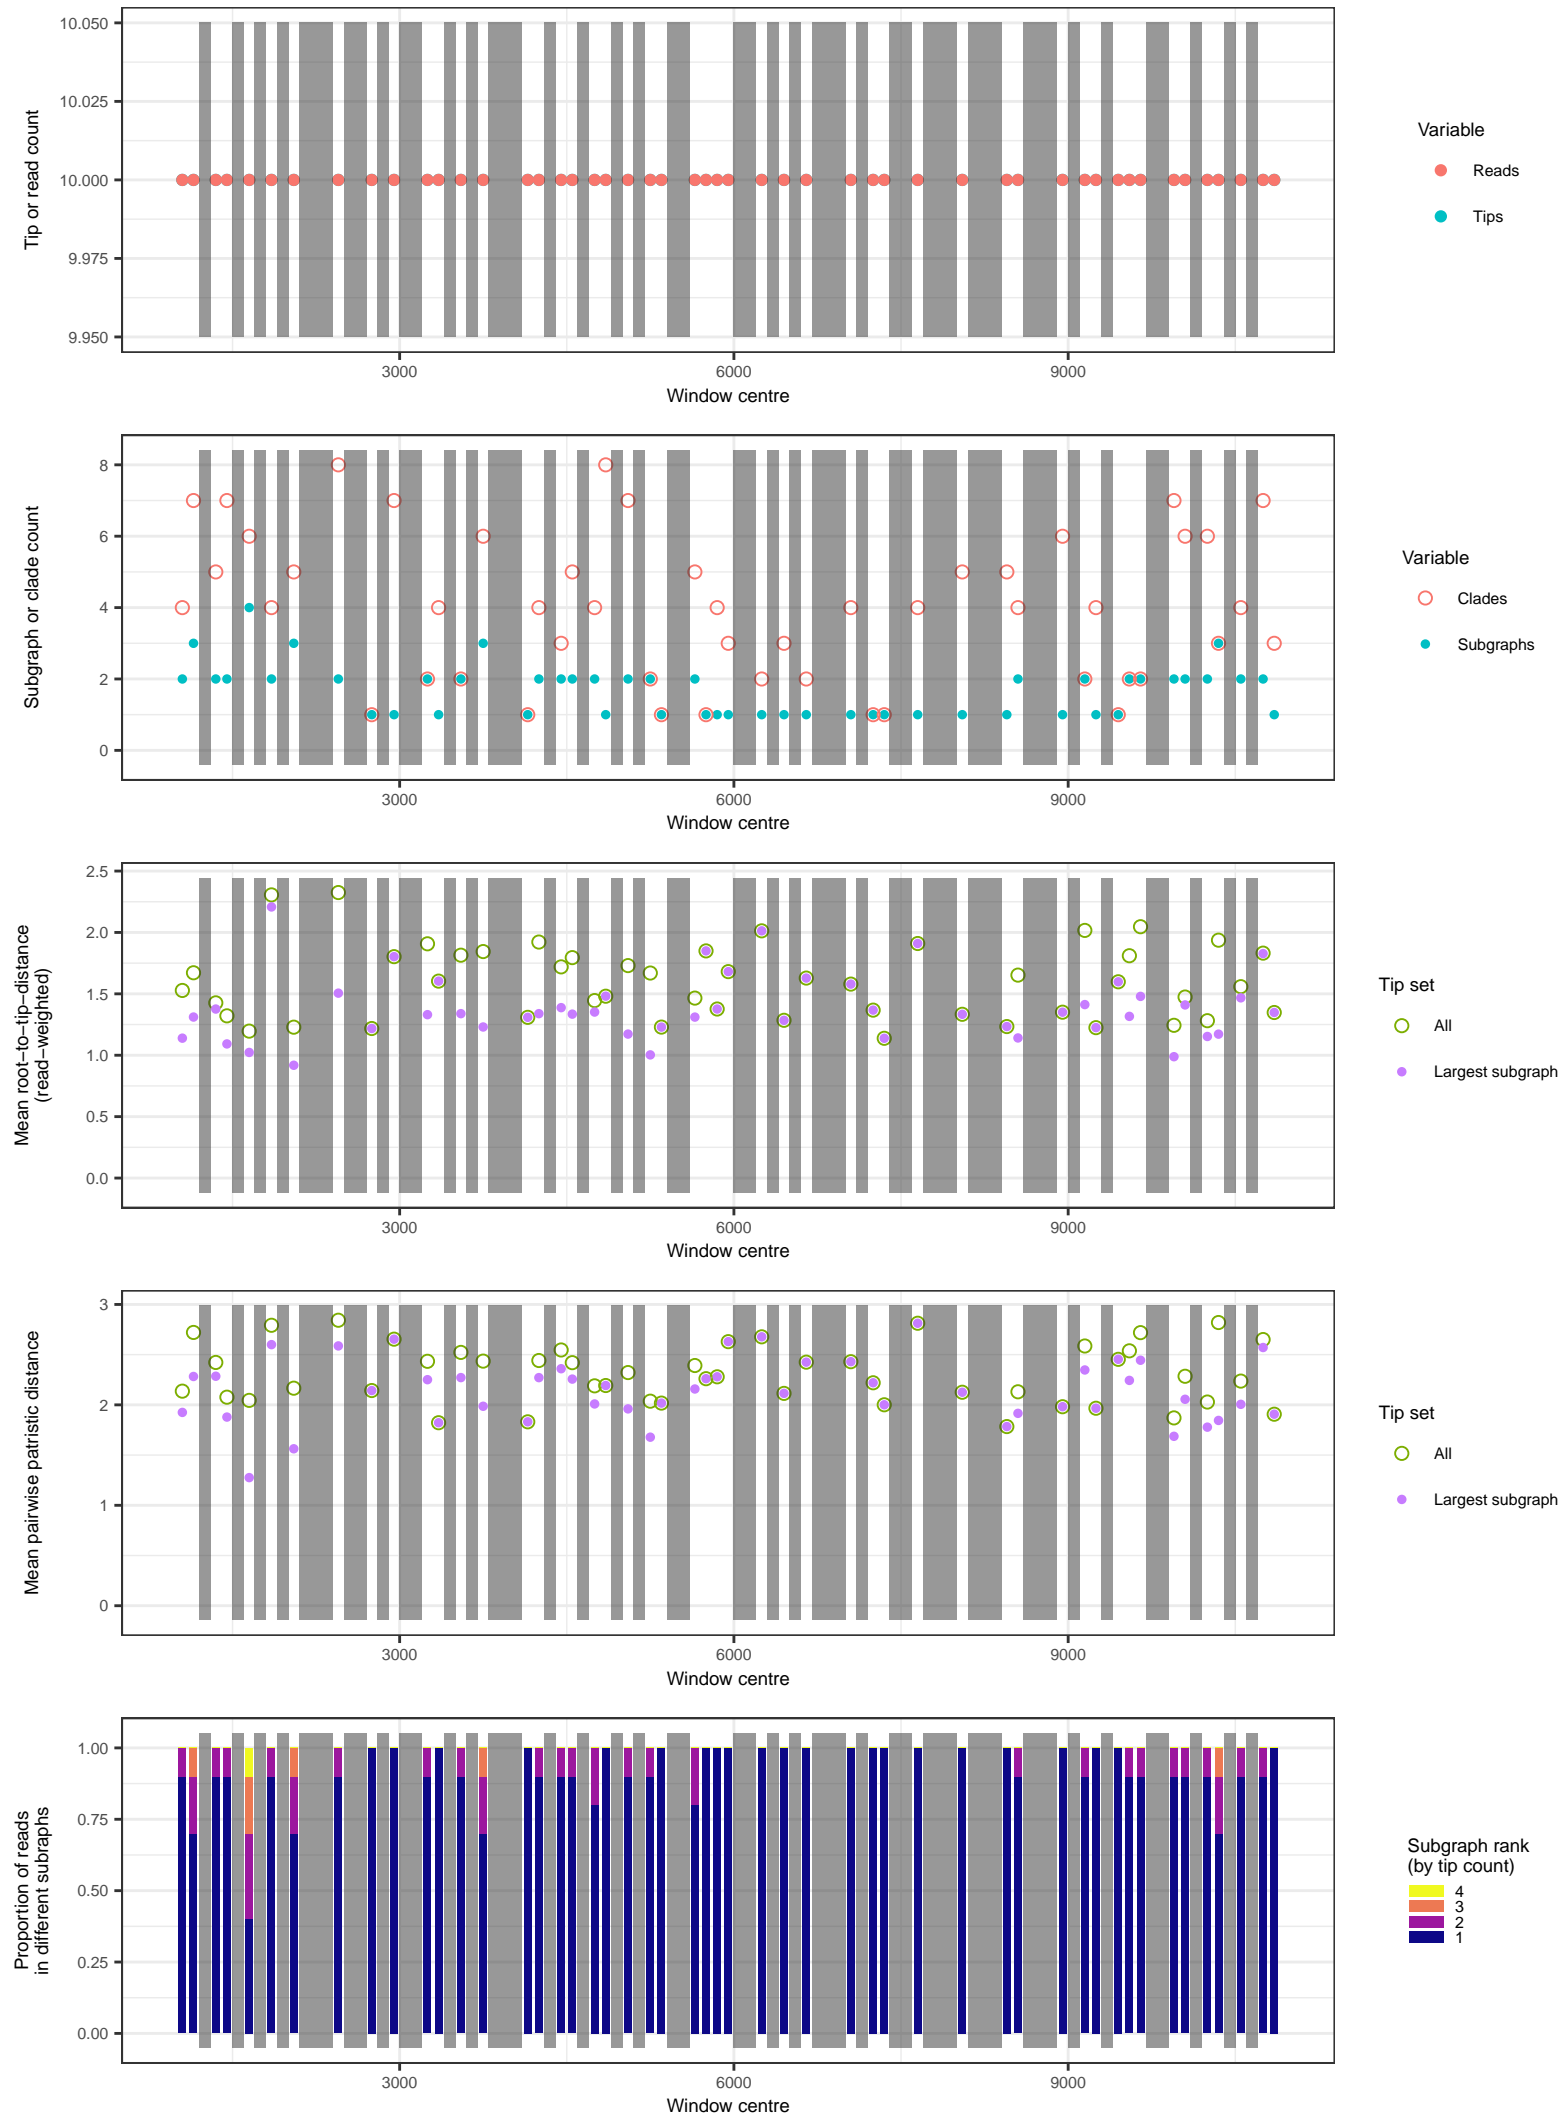 10.050
10.025
10.000
9.975
9.950
Tip or read count
3000
6000
9000
Window centre
Variable
Reads
Tips
8
6
4
2
0
Subgraph or clade count
3000
6000
9000
Window centre
Variable
Clades
Subgraphs
2.5
2.0
1.5
1.0
0.5
0.0
Mean root−to−tip−distance
(read−weighted)
3000
6000
9000
Window centre
Tip set
All
Largest subgraph
3
2
1
0
Mean pairwise patristic distance
3000
6000
9000
Window centre
Tip set
All
Largest subgraph
1.00
0.75
0.50
0.25
0.00
Proportion of reads
in different subraphs
3000
6000
9000
Window centre
Subgraph rank
(by tip count)
4
3
2
1